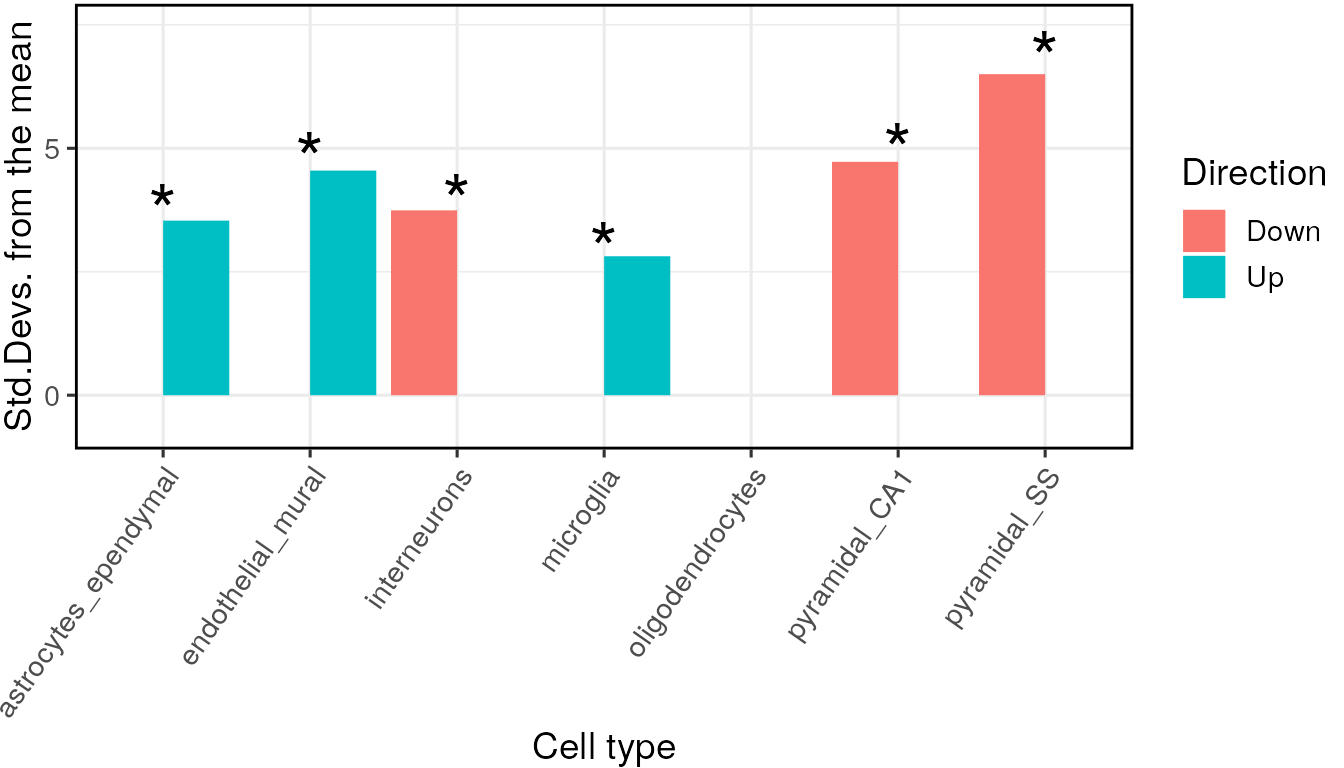 Std.Devs. from the mean
5
0
*
*
*
*
*
*
astrocytes_ependymal
endothelial_mural
interneurons
microglia
oligodendrocytes
pyramidal_CA1
pyramidal_SS
Cell type
Direction
Down
Up